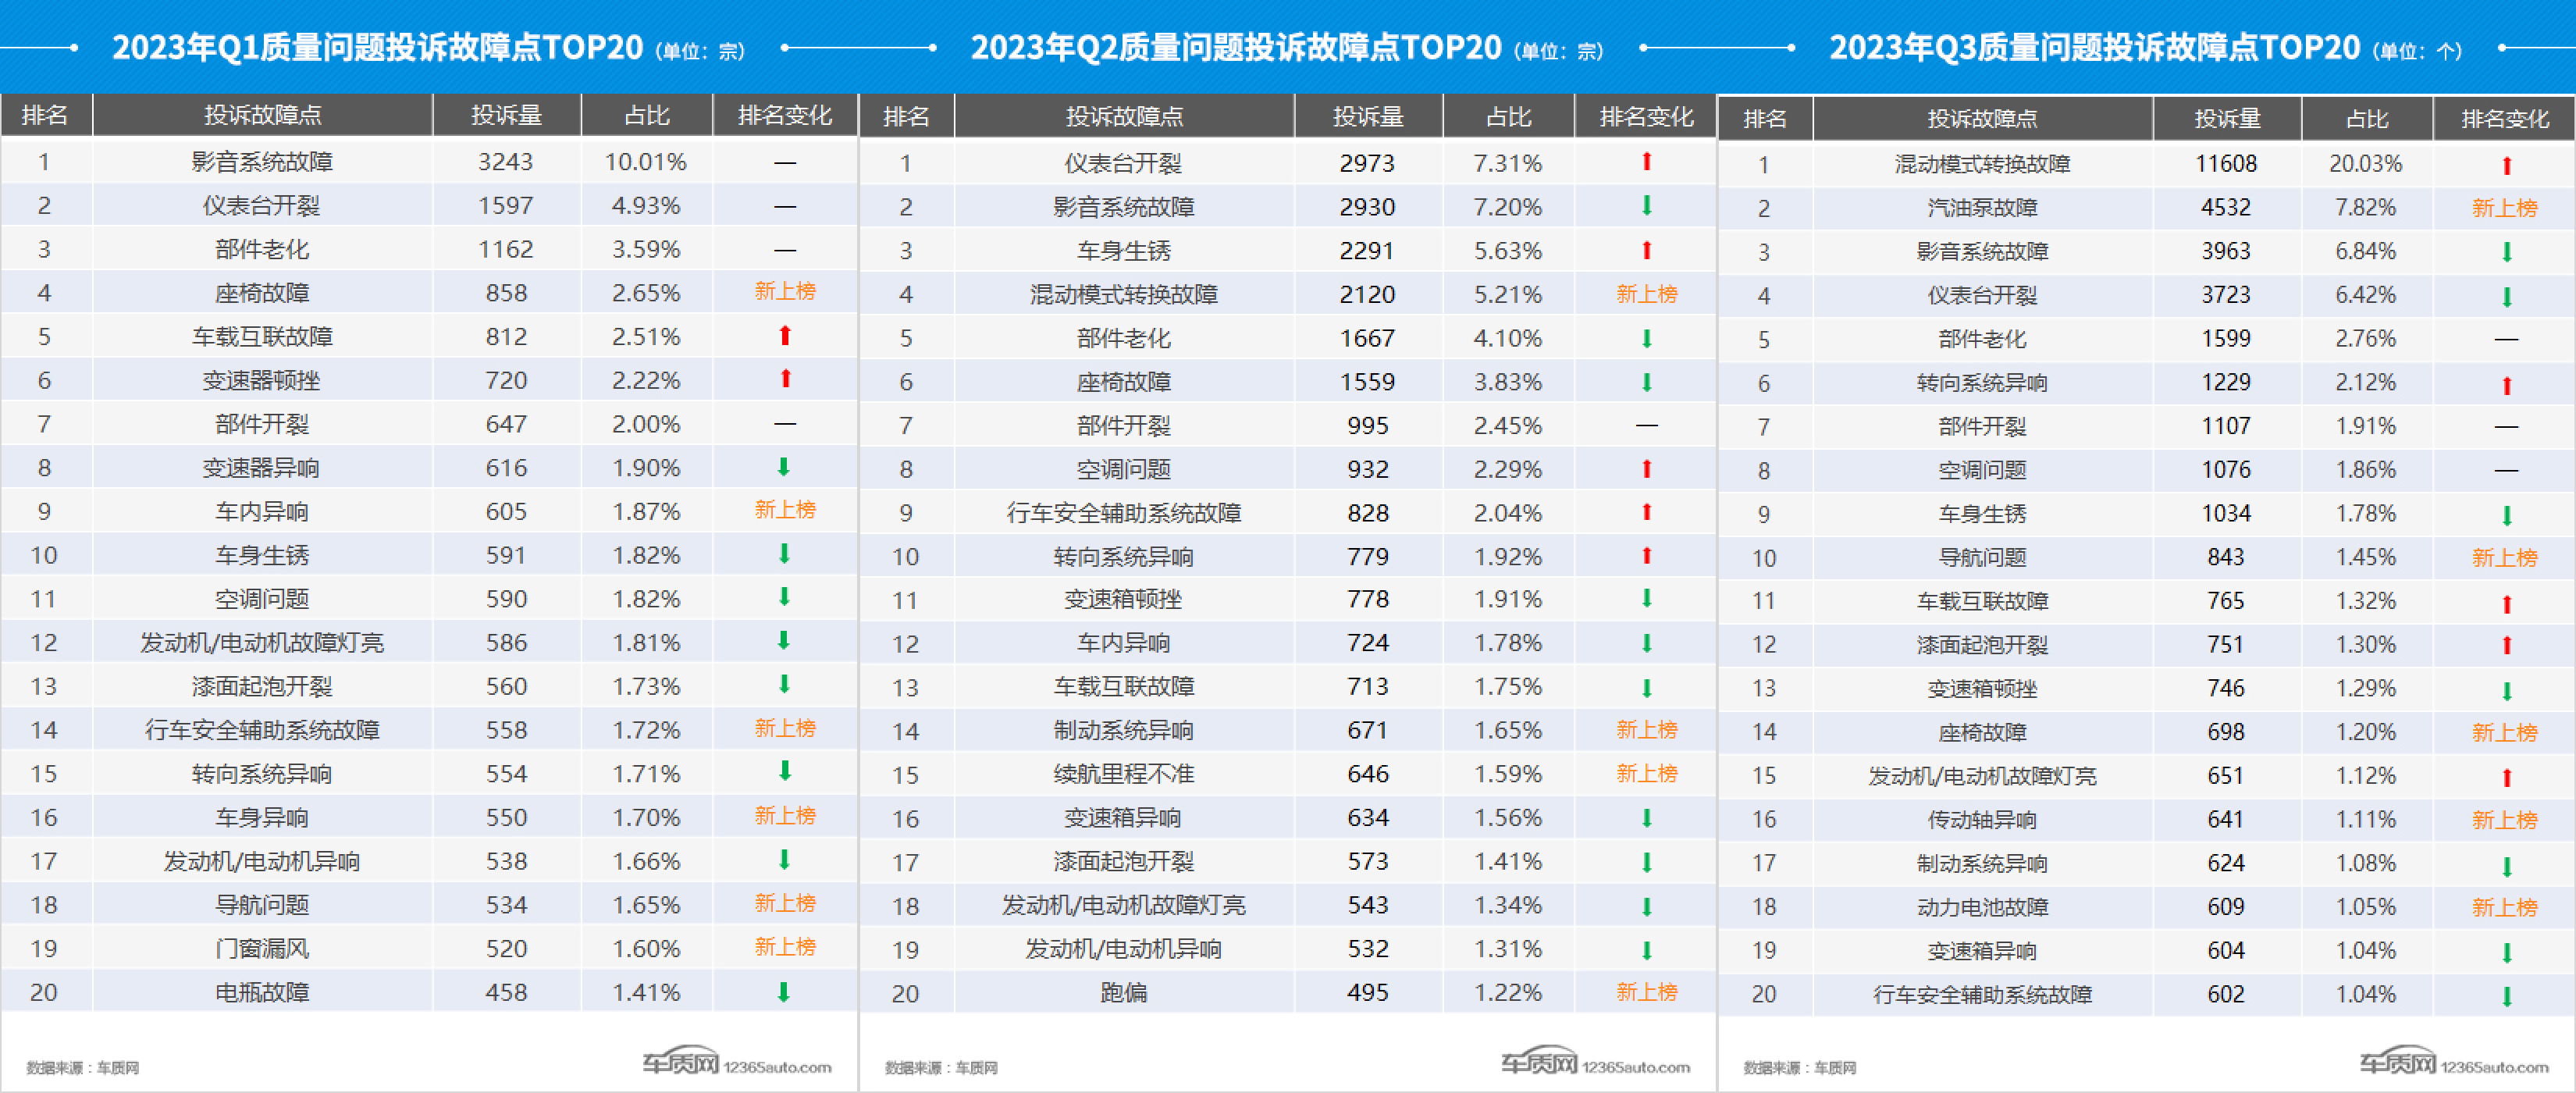 2023年Q1质量问题投诉故障点TOP20（单位：宗）
排名 投诉故障点 投诉量 占比 排名变化
1 影音系统故障 3243 10.01% —
2 仪表台开裂 1597 4.93% —
3 部件老化 1162 3.59% —
4 座椅故障 858 2.65% 新上榜
5 车载互联故障 812 2.51% ⬆
6 变速器顿挫 720 2.22% ⬆
7 部件开裂 647 2.00% —
8 变速器异响 616 1.90% ⬇
9 车内异响 605 1.87% 新上榜
10 车身生锈 591 1.82% ⬇
11 空调问题 590 1.82% ⬇
12 发动机/电动机故障灯亮 586 1.81% ⬇
13 漆面起泡开裂 560 1.73% ⬇
14 行车安全辅助系统故障 558 1.72% 新上榜
15 转向系统异响 554 1.71% ⬇
16 车身异响 550 1.70% 新上榜
17 发动机/电动机异响 538 1.66% ⬇
18 导航问题 534 1.65% 新上榜
19 门窗漏风 520 1.60% 新上榜
20 电瓶故障 458 1.41% ⬇
数据来源：车质网
车质网 12365auto.com
2023年Q2质量问题投诉故障点TOP20（单位：宗）
排名 投诉故障点 投诉量 占比 排名变化
1 仪表台开裂 2973 7.31% ⬆
2 影音系统故障 2930 7.20% ⬇
3 车身生锈 2291 5.63% ⬆
4 混动模式转换故障 2120 5.21% 新上榜
5 部件老化 1667 4.10% ⬇
6 座椅故障 1559 3.83% ⬇
7 部件开裂 995 2.45% —
8 空调问题 932 2.29% ⬆
9 行车安全辅助系统故障 828 2.04% ⬆
10 转向系统异响 779 1.92% ⬆
11 变速箱顿挫 778 1.91% ⬇
12 车内异响 724 1.78% ⬇
13 车载互联故障 713 1.75% ⬇
14 制动系统异响 671 1.65% 新上榜
15 续航里程不准 646 1.59% 新上榜
16 变速箱异响 634 1.56% ⬇
17 漆面起泡开裂 573 1.41% ⬇
18 发动机/电动机故障灯亮 543 1.34% ⬇
19 发动机/电动机异响 532 1.31% ⬇
20 跑偏 495 1.22% 新上榜
数据来源：车质网
车质网 12365auto.com
2023年Q3质量问题投诉故障点TOP20（单位：个）
排名 投诉故障点 投诉量 占比 排名变化
1 混动模式转换故障 11608 20.03% ⬆
2 汽油泵故障 4532 7.82% 新上榜
3 影音系统故障 3963 6.84% ⬇
4 仪表台开裂 3723 6.42% ⬇
5 部件老化 1599 2.76% —
6 转向系统异响 1229 2.12% ⬆
7 部件开裂 1107 1.91% —
8 空调问题 1076 1.86% —
9 车身生锈 1034 1.78% ⬇
10 导航问题 843 1.45% 新上榜
11 车载互联故障 765 1.32% ⬆
12 漆面起泡开裂 751 1.30% ⬆
13 变速箱顿挫 746 1.29% ⬇
14 座椅故障 698 1.20% 新上榜
15 发动机/电动机故障灯亮 651 1.12% ⬆
16 传动轴异响 641 1.11% 新上榜
17 制动系统异响 624 1.08% ⬇
18 动力电池故障 609 1.05% 新上榜
19 变速箱异响 604 1.04% ⬇
20 行车安全辅助系统故障 602 1.04% ⬇
数据来源：车质网
车质网 12365auto.com